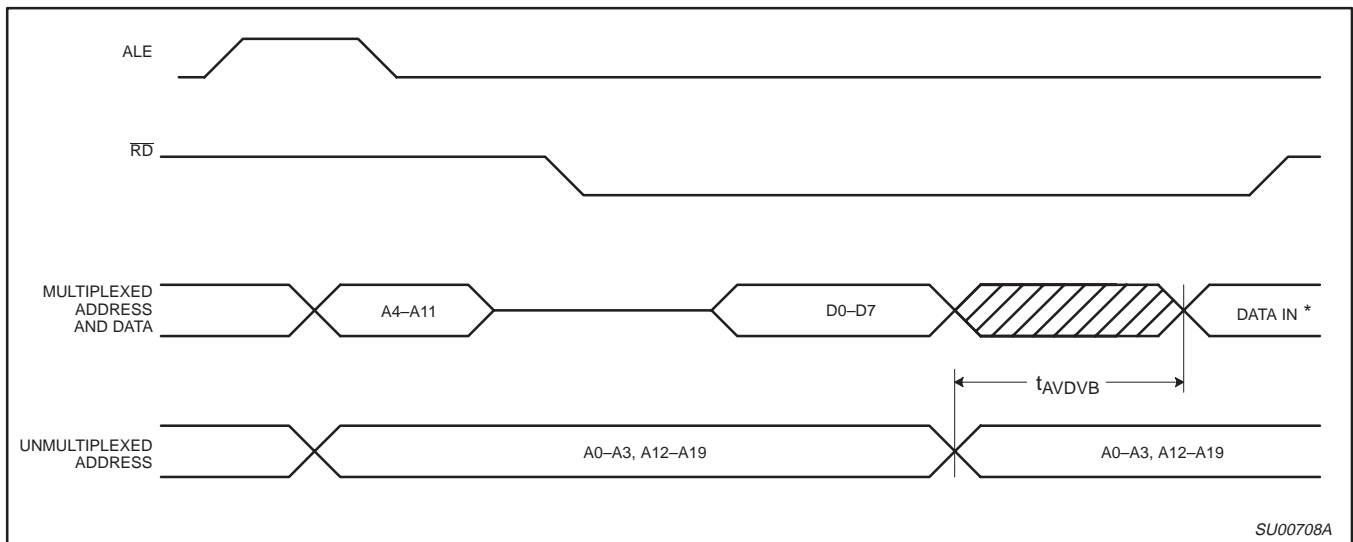 ALE
RD
MULTIPLEXED
ADDRESS
AND DATA
A4–A11
D0–D7
DATA IN *
tAVDVB
UNMULTIPLEXED
ADDRESS
A0–A3, A12–A19
A0–A3, A12–A19
SU00708A